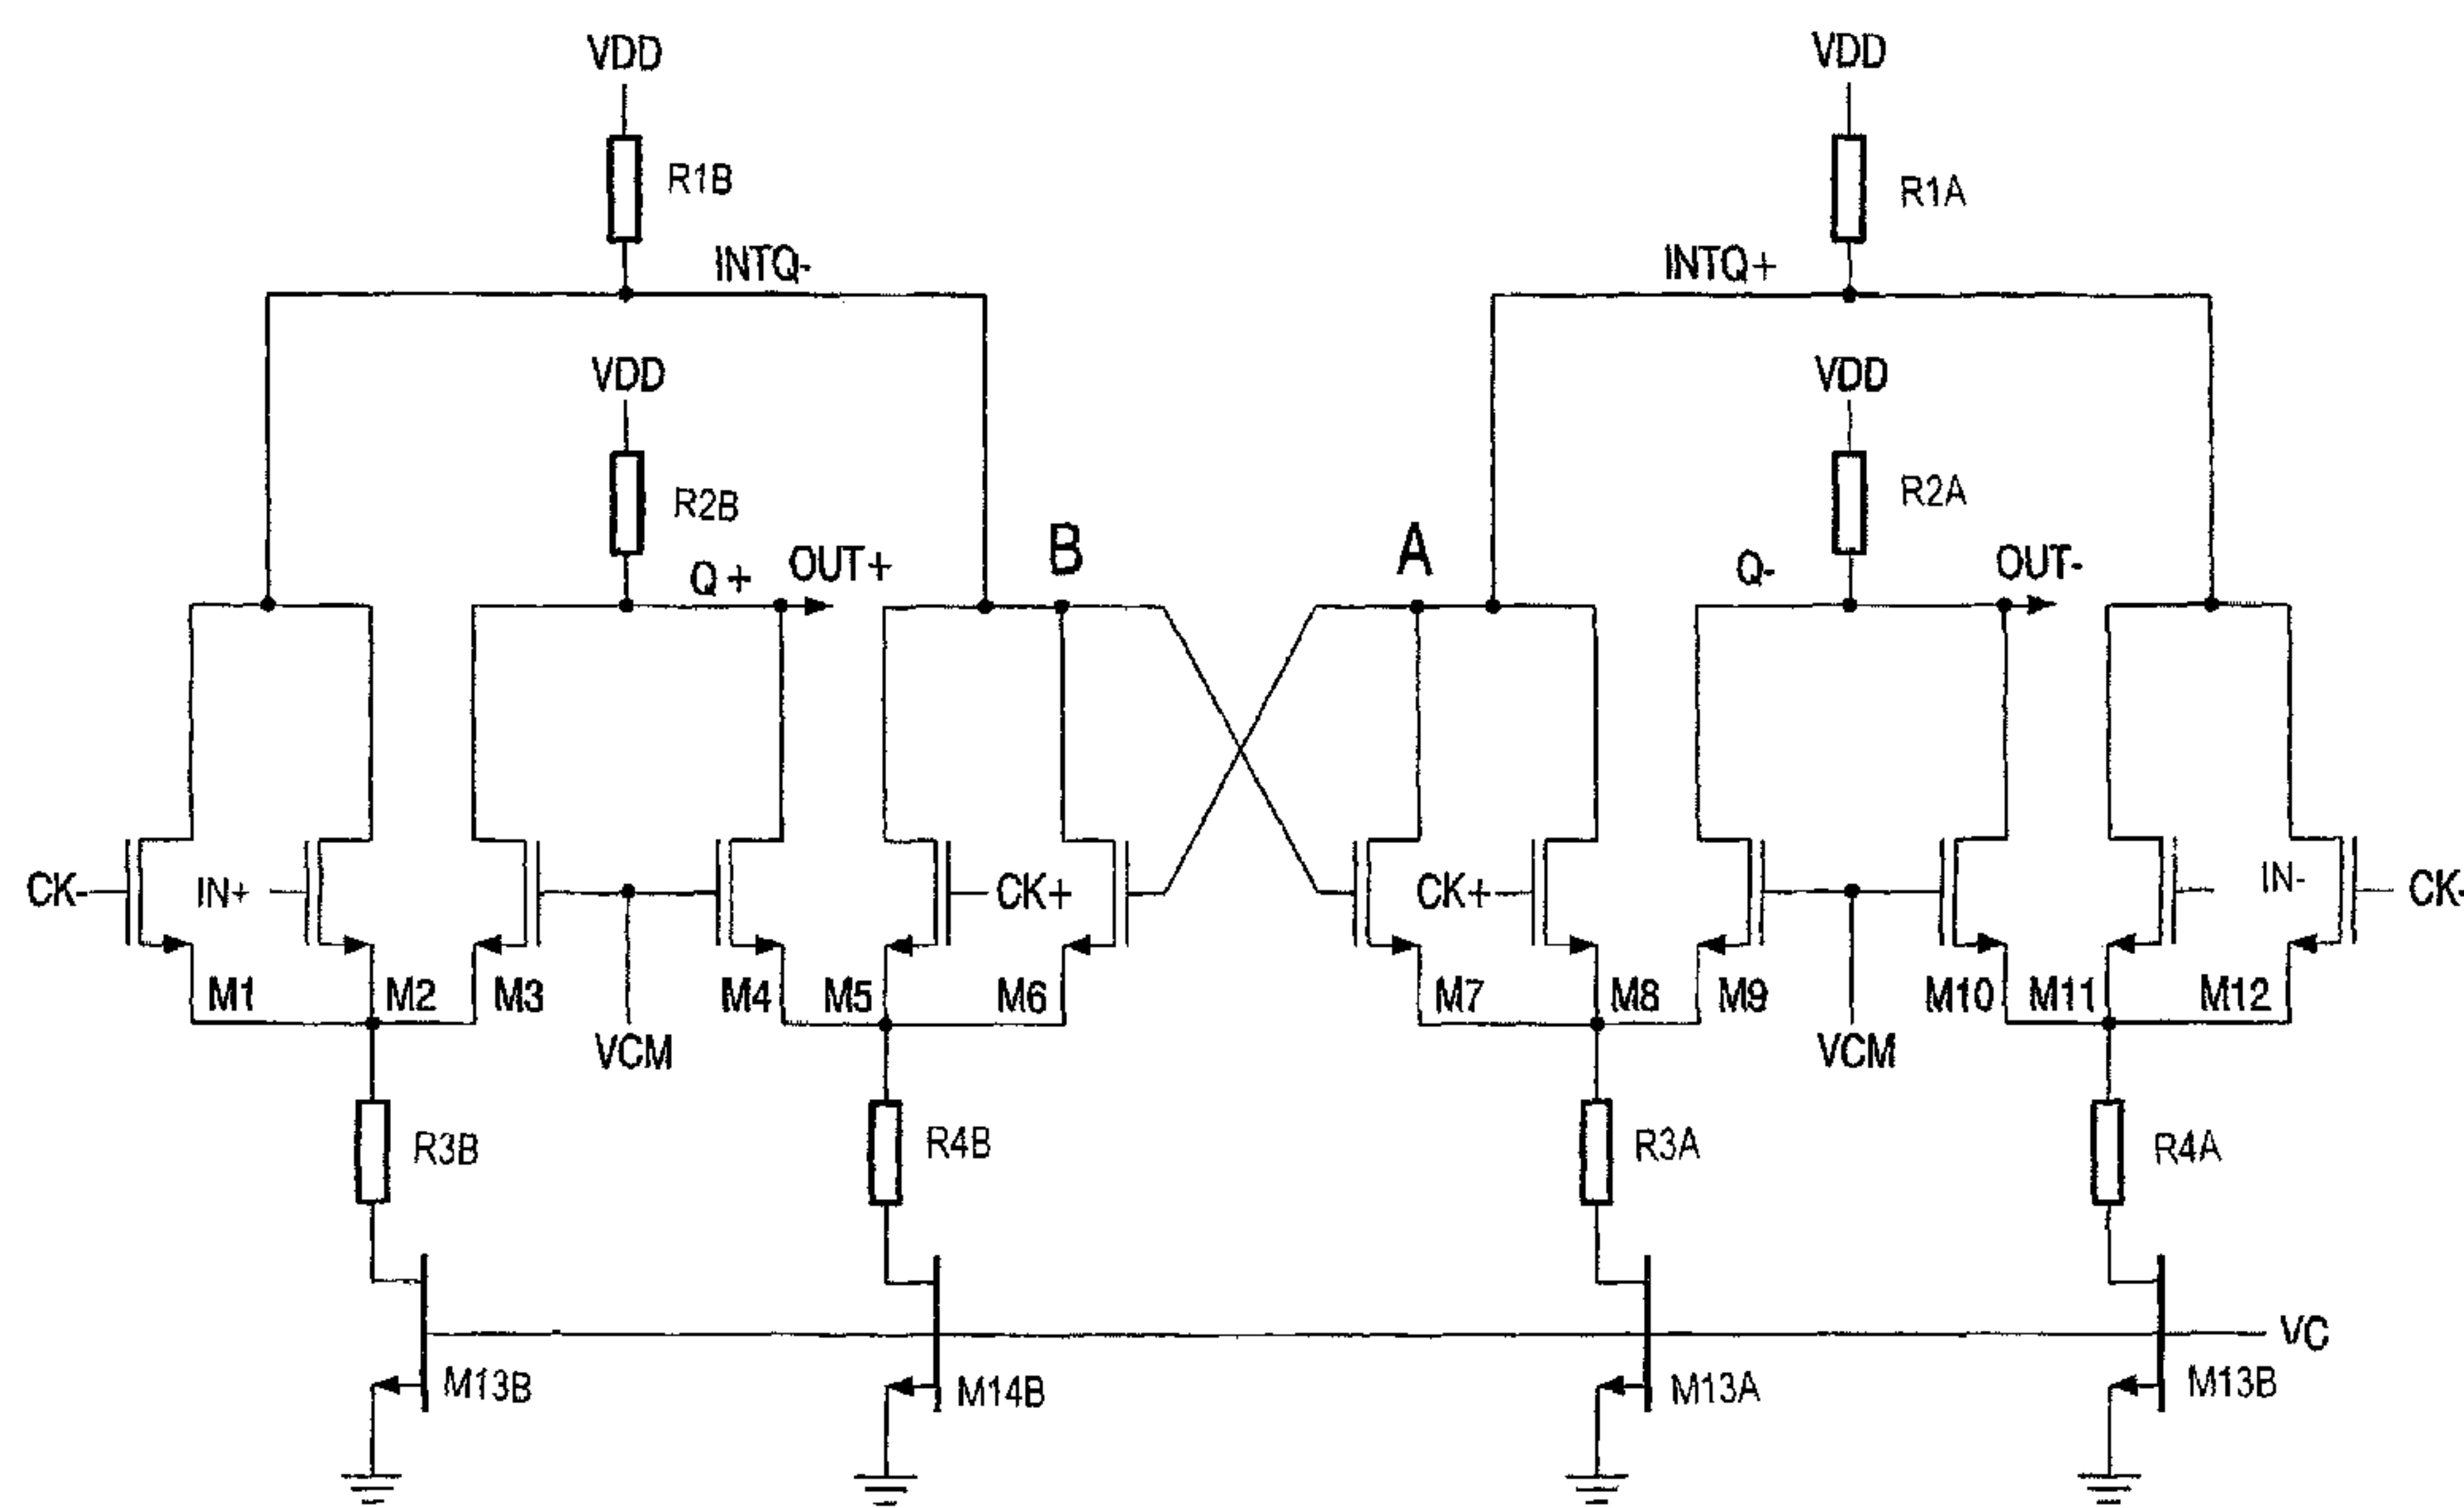 VDD VDD
R1B R1A
INTQ- INTQ+
VDD VDD
R2B R2A
Q + OUT+ B A Q- OUT-
CK- IN+ CK+ CK+ IN- CK-
M1 M2 M3 M4 M5 M6 M7 M8 M9 M10 M11 M12
VCM VCM
R3B R4B R3A R4A
VC
M13B M14B M13A M13B